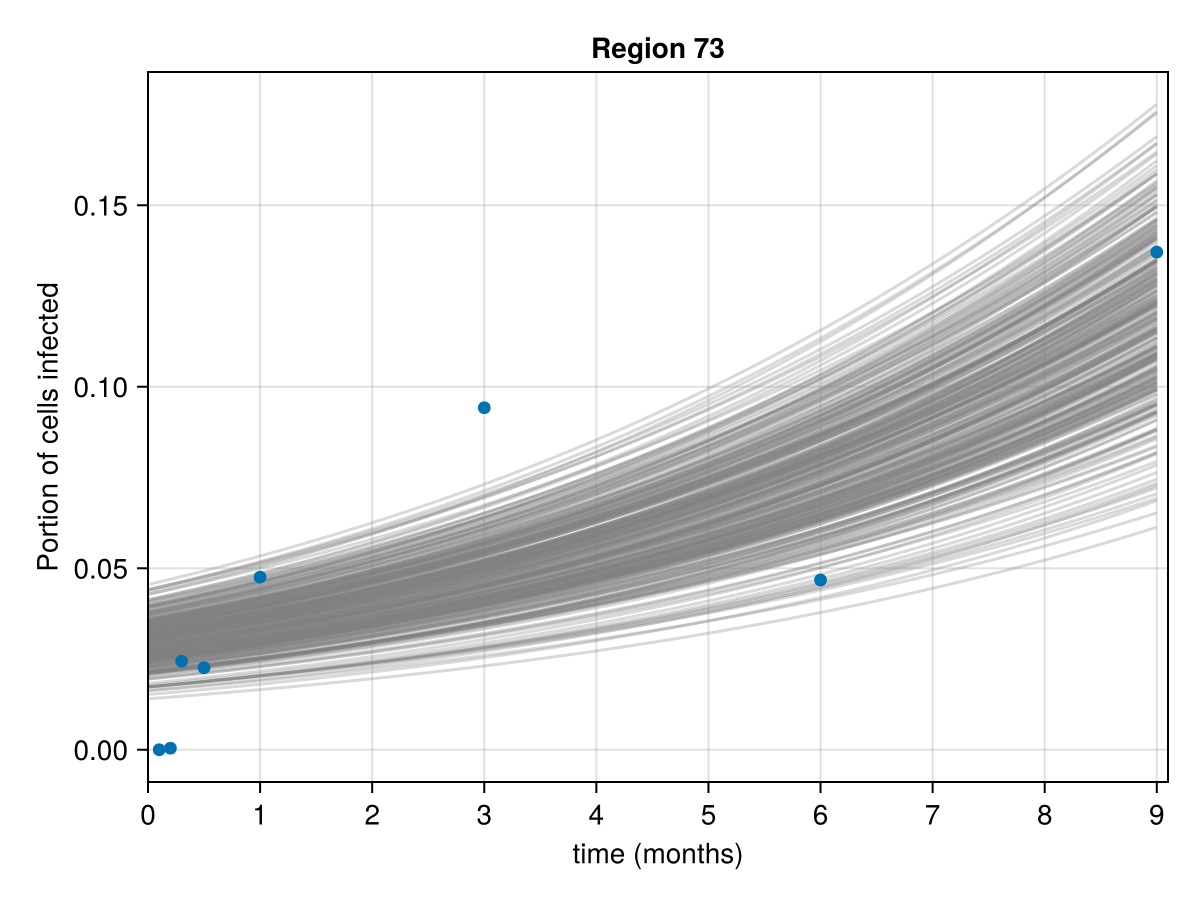 Region 73
Portion of cells infected
0.15
0.10
0.05
0.00
0 1 2 3 4 5 6 7 8 9
time (months)